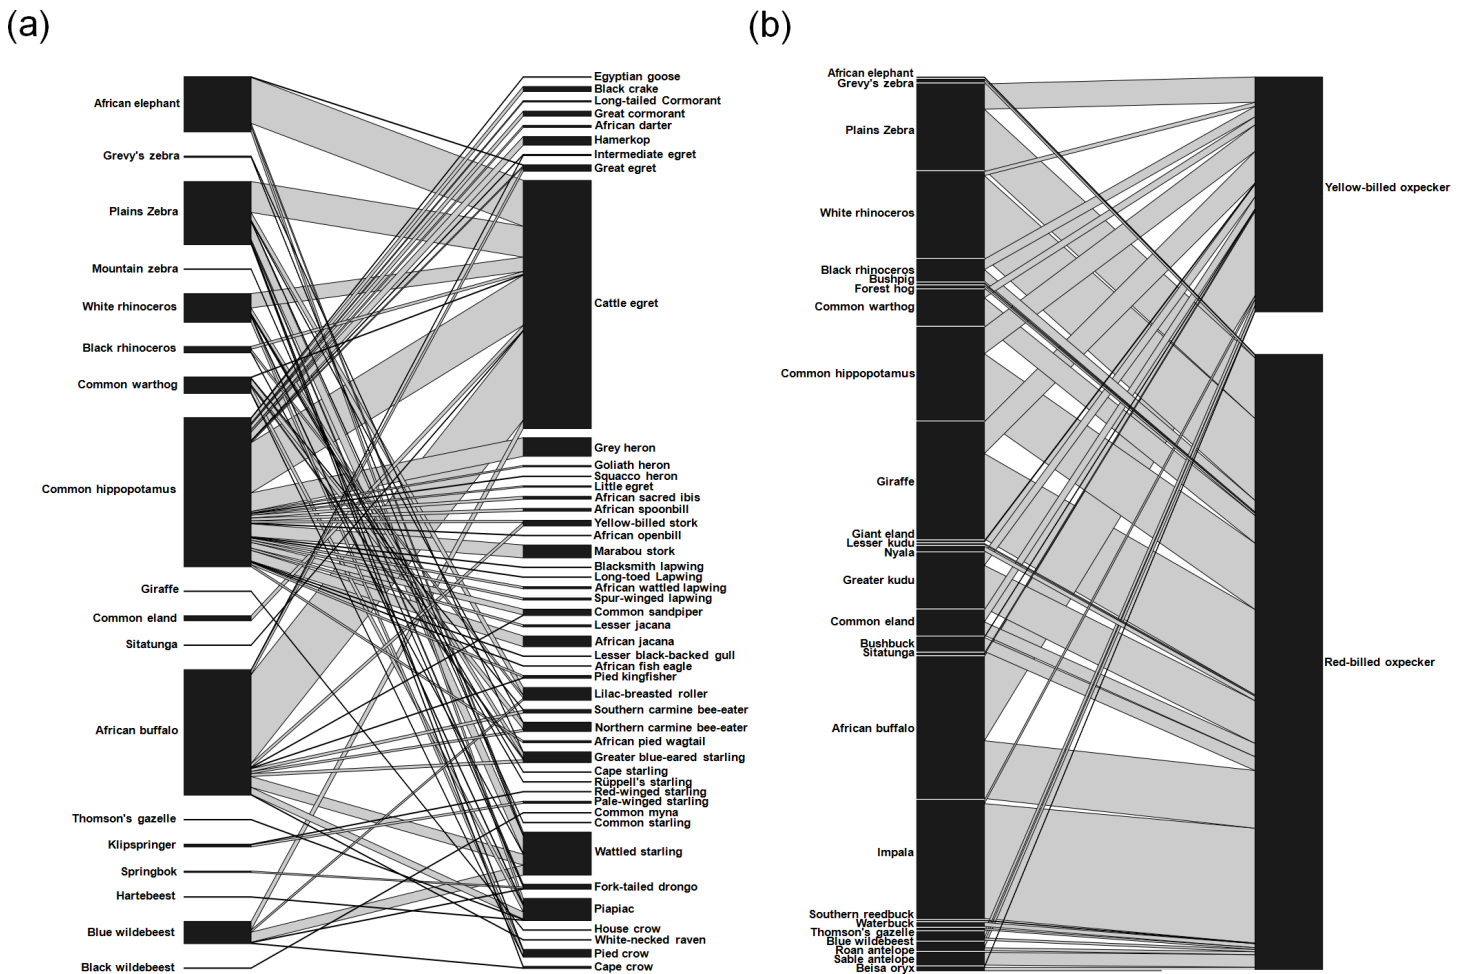 (a)
African elephant
Grevy's zebra
Plains Zebra
Mountain zebra
White rhinoceros
Black rhinoceros
Common warthog
Common hippopotamus
Giraffe
Common eland
Sitatunga
African buffalo
Thomson's gazelle
Klipspringer
Springbok
Hartebeest
Blue wildebeest
Black wildebeest
Egyptian goose
Black crake
Long-tailed Cormorant
Great cormorant
African darter
Hamerkop
Intermediate egret
Great egret
Cattle egret
Grey heron
Goliath heron
Squacco heron
Little egret
African sacred ibis
African spoonbill
Yellow-billed stork
African openbill
Marabou stork
Blacksmith lapwing
Long-toed Lapwing
African wattled lapwing
Spur-winged lapwing
Common sandpiper
Lesser jacana
African jacana
Lesser black-backed gull
African fish eagle
Pied kingfisher
Lilac-breasted roller
Southern carmine bee-eater
Northern carmine bee-eater
African pied wagtail
Greater blue-eared starling
Cape starling
Rüppell's starling
Red-winged starling
Pale-winged starling
Common myna
Common starling
Wattled starling
Fork-tailed drongo
Piapiac
House crow
White-necked raven
Pied crow
Cape crow
(b)
African elephant
Grevy's zebra
Plains Zebra
White rhinoceros
Black rhinoceros
Bushpig
Forest hog
Common warthog
Common hippopotamus
Giraffe
Giant eland
Lesser kudu
Nyala
Greater kudu
Common eland
Bushbuck
Sitatunga
African buffalo
Impala
Southern reedbuck
Waterbuck
Thomson's gazelle
Blue wildebeest
Roan antelope
Sable antelope
Beisa oryx
Yellow-billed oxpecker
Red-billed oxpecker